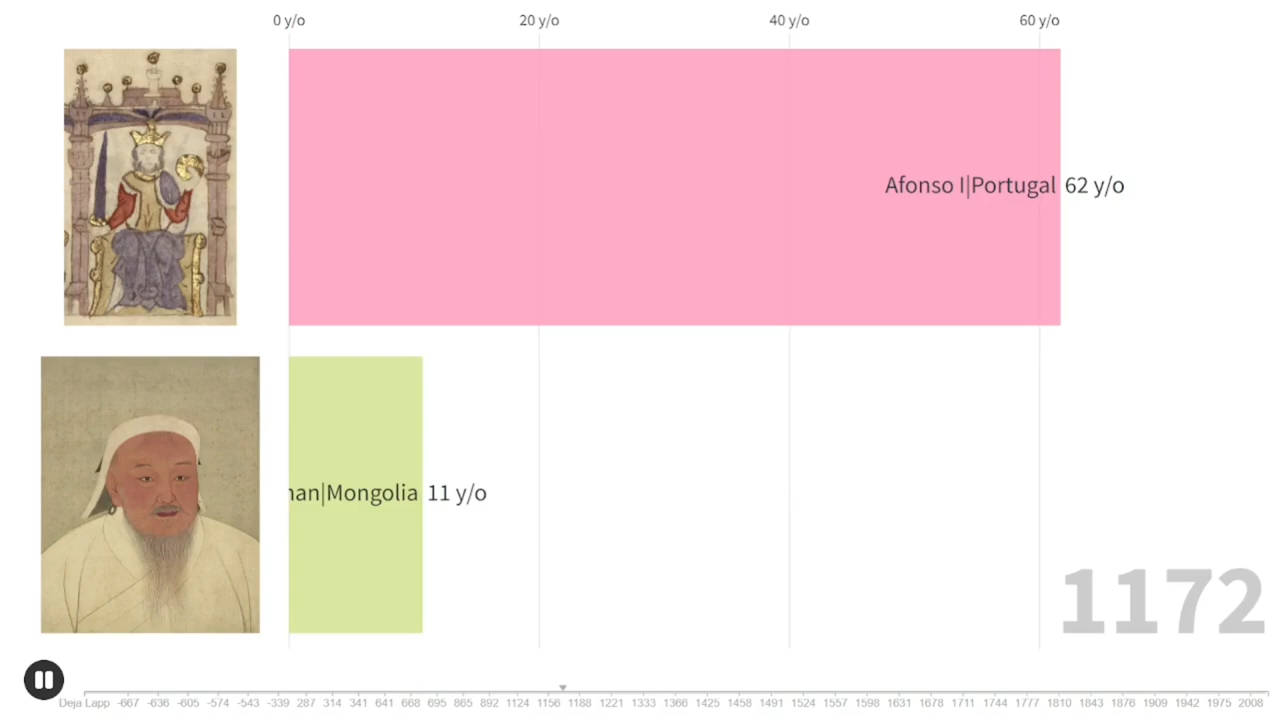 0 y/o 20 y/o 40 y/o 60 y/o
Afonso I|Portugal 62 y/o
han|Mongolia 11 y/o
1172
Deja Lapp -667 -636 -605 -574 -543 -339 287 314 341 641 668 695 865 892 1124 1156 1188 1221 1333 1366 1425 1458 1491 1524 1557 1598 1631 1678 1711 1744 1777 1810 1843 1876 1909 1942 1975 2008